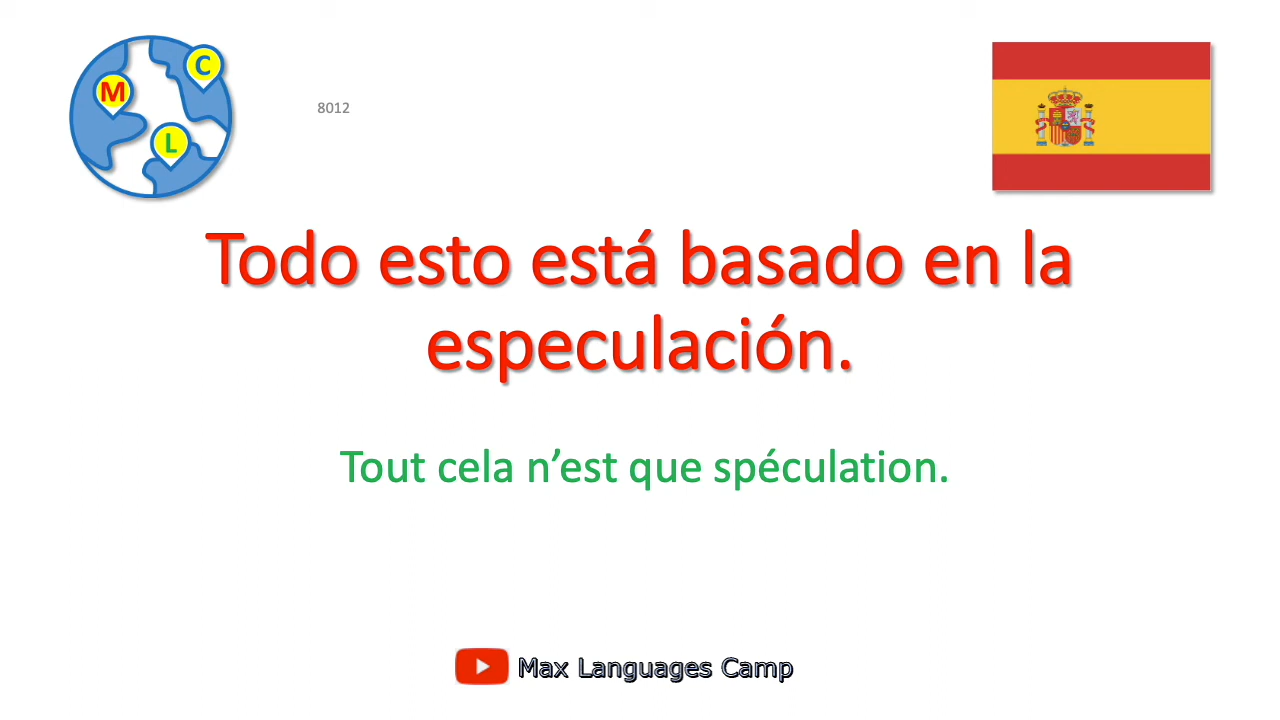 C
M
8012
L
Todo esto está basado en la
especulación.
Tout cela n’est que spéculation.
Max Languages Camp